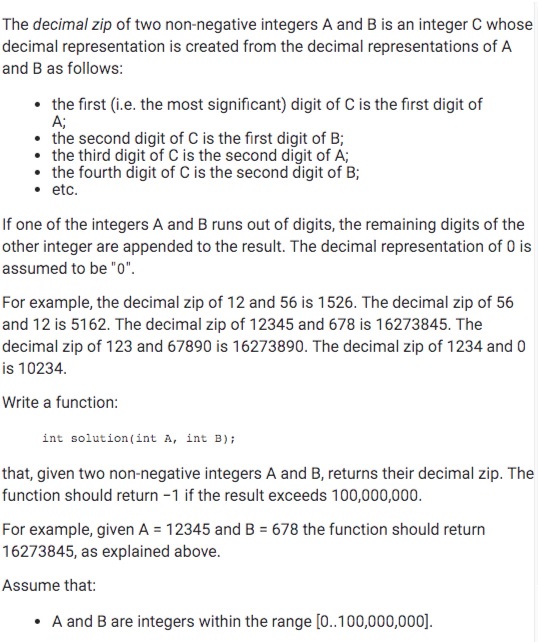 The decimal zip of two non-negative integers A and B is an integer C whose
decimal representation is created from the decimal representations of A
and B as follows:
• the first (i.e. the most significant) digit of C is the first digit of
A;
• the second digit of C is the first digit of B;
• the third digit of C is the second digit of A;
• the fourth digit of C is the second digit of B;
• etc.
If one of the integers A and B runs out of digits, the remaining digits of the
other integer are appended to the result. The decimal representation of 0 is
assumed to be "0".
For example, the decimal zip of 12 and 56 is 1526. The decimal zip of 56
and 12 is 5162. The decimal zip of 12345 and 678 is 16273845. The
decimal zip of 123 and 67890 is 16273890. The decimal zip of 1234 and 0
is 10234.
Write a function:
int solution(int A, int B);
that, given two non-negative integers A and B, returns their decimal zip. The
function should return −1 if the result exceeds 100,000,000.
For example, given A = 12345 and B = 678 the function should return
16273845, as explained above.
Assume that:
• A and B are integers within the range [0..100,000,000].